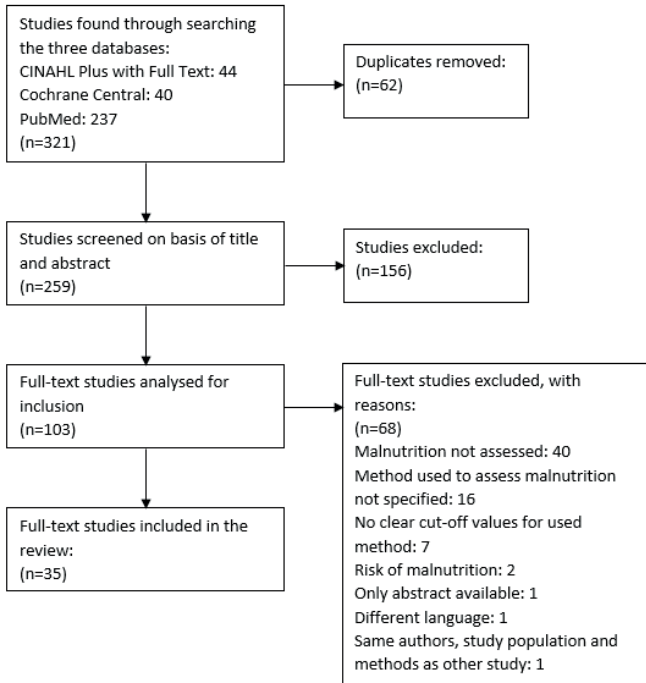 Studies found through searching
the three databases:
CINAHL Plus with Full Text: 44
Cochrane Central: 40
PubMed: 237
(n=321)
Duplicates removed:
(n=62)
Studies screened on basis of title
and abstract
(n=259)
Studies excluded:
(n=156)
Full-text studies analysed for
inclusion
(n=103)
Full-text studies excluded, with
reasons:
(n=68)
Malnutrition not assessed: 40
Method used to assess malnutrition
not specified: 16
No clear cut-off values for used
method: 7
Risk of malnutrition: 2
Only abstract available: 1
Different language: 1
Same authors, study population and
methods as other study: 1
Full-text studies included in the
review:
(n=35)